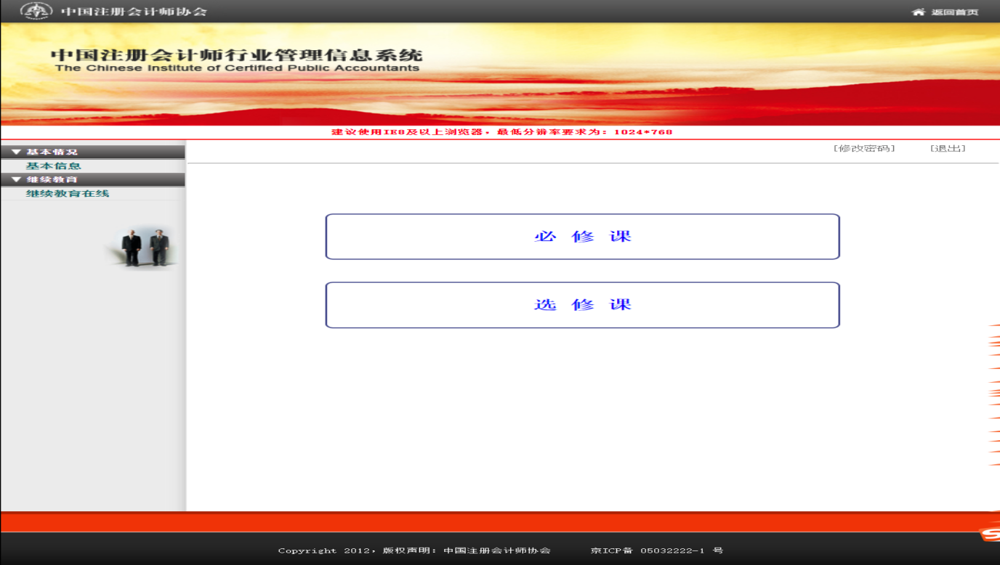 中国注册会计师协会 返回首页
中国注册会计师行业管理信息系统
The Chinese Institute of Certified Public Accountants
建议使用IE8及以上浏览器，最低分辨率要求为：1024*768
基本情况
[修改密码] [退出]
基本信息
继续教育
继续教育在线
必 修 课
选 修 课
Copyright 2012，版权声明：中国注册会计师协会 京ICP备 05032222-1 号